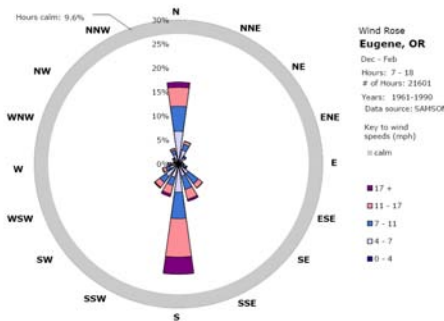 Hours calm: 9.6%
N
NNW
NNE
30%
25%
20%
15%
10%
5%
0%
NW
NE
WNW
ENE
W
E
WSW
ESE
SW
SE
SSW
SSE
S
Wind Rose
Eugene, OR
Dec - Feb
Hours: 7 - 18
# of Hours: 21601
Years: 1961-1990
Data source: SAMSON
Key to wind
speeds (mph)
calm
17 +
11 - 17
7 - 11
4 - 7
0 - 4